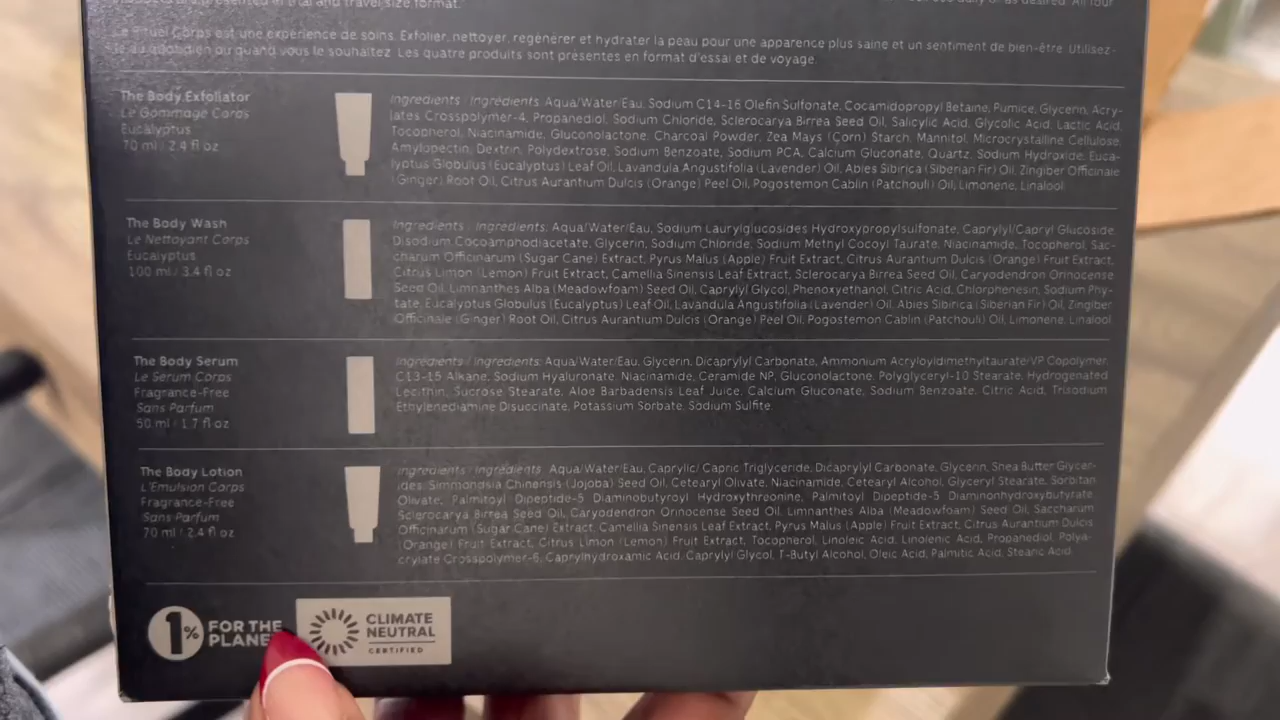 and travel size format."
Le Rituel Corps est une expérience de soins. Exfolier, nettoyer, régénérer et hydrater la peau pour une apparence plus saine et un sentiment de bien-être. Utilisez-
le au quotidien ou quand vous le souhaitez. Les quatre produits sont présentés en format d'essai et de voyage.
The Body Exfoliator
Le Gommage Corps
Eucalyptus
70 ml / 2.4 fl oz
Ingredients / Ingrédients: Aqua/Water/Eau, Sodium C14-16 Olefin Sulfonate, Cocamidopropyl Betaine, Pumice, Glycerin, Acry-
lates Crosspolymer-4, Propanediol, Sodium Chloride, Sclerocarya Birrea Seed Oil, Salicylic Acid, Glycolic Acid, Lactic Acid,
Tocopherol, Niacinamide, Gluconolactone, Charcoal Powder, Zea Mays (Corn) Starch, Mannitol, Microcrystalline Cellulose,
Amylopectin, Dextrin, Polydextrose, Sodium Benzoate, Sodium PCA, Calcium Gluconate, Quartz, Sodium Hydroxide, Euca-
lyptus Globulus (Eucalyptus) Leaf Oil, Lavandula Angustifolia (Lavender) Oil, Abies Sibirica (Siberian Fir) Oil, Zingiber Officinale
(Ginger) Root Oil, Citrus Aurantium Dulcis (Orange) Peel Oil, Pogostemon Cablin (Patchouli) Oil, Limonene, Linalool
The Body Wash
Le Nettoyant Corps
Eucalyptus
100 ml / 3.4 fl oz
Ingredients / Ingrédients: Aqua/Water/Eau, Sodium Laurylglucosides Hydroxypropylsulfonate, Caprylyl/Capryl Glucoside,
Disodium Cocoamphodiacetate, Glycerin, Sodium Chloride, Sodium Methyl Cocoyl Taurate, Niacinamide, Tocopherol, Sac-
charum Officinarum (Sugar Cane) Extract, Pyrus Malus (Apple) Fruit Extract, Citrus Aurantium Dulcis (Orange) Fruit Extract,
Citrus Limon (Lemon) Fruit Extract, Camellia Sinensis Leaf Extract, Sclerocarya Birrea Seed Oil, Caryodendron Orinocense
Seed Oil, Limnanthes Alba (Meadowfoam) Seed Oil, Caprylyl Glycol, Phenoxyethanol, Citric Acid, Chlorphenesin, Sodium Phy-
tate, Eucalyptus Globulus (Eucalyptus) Leaf Oil, Lavandula Angustifolia (Lavender) Oil, Abies Sibirica (Siberian Fir) Oil, Zingiber
Officinale (Ginger) Root Oil, Citrus Aurantium Dulcis (Orange) Peel Oil, Pogostemon Cablin (Patchouli) Oil, Limonene, Linalool
The Body Serum
Le Sérum Corps
Fragrance-Free
Sans Parfum
50 ml / 1.7 fl oz
Ingredients / Ingrédients: Aqua/Water/Eau, Glycerin, Dicaprylyl Carbonate, Ammonium Acryloyldimethyltaurate/VP Copolymer,
C13-15 Alkane, Sodium Hyaluronate, Niacinamide, Ceramide NP, Gluconolactone, Polyglyceryl-10 Stearate, Hydrogenated
Lecithin, Sucrose Stearate, Aloe Barbadensis Leaf Juice, Calcium Gluconate, Sodium Benzoate, Citric Acid, Trisodium
Ethylenediamine Disuccinate, Potassium Sorbate, Sodium Sulfite.
The Body Lotion
L'Émulsion Corps
Fragrance-Free
Sans Parfum
70 ml / 2.4 fl oz
Ingredients / Ingrédients: Aqua/Water/Eau, Caprylic/ Capric Triglyceride, Dicaprylyl Carbonate, Glycerin, Shea Butter Glycer-
ides, Simmondsia Chinensis (Jojoba) Seed Oil, Cetearyl Olivate, Niacinamide, Cetearyl Alcohol, Glyceryl Stearate, Sorbitan
Olivate, Palmitoyl Dipeptide-5 Diaminobutyroyl Hydroxythreonine, Palmitoyl Dipeptide-5 Diaminohydroxybutyrate,
Sclerocarya Birrea Seed Oil, Caryodendron Orinocense Seed Oil, Limnanthes Alba (Meadowfoam) Seed Oil, Saccharum
Officinarum (Sugar Cane) Extract, Camellia Sinensis Leaf Extract, Pyrus Malus (Apple) Fruit Extract, Citrus Aurantium Dulcis
(Orange) Fruit Extract, Citrus Limon (Lemon) Fruit Extract, Tocopherol, Linoleic Acid, Linolenic Acid, Propanediol, Polya-
crylate Crosspolymer-6, Caprylhydroxamic Acid, Caprylyl Glycol, T-Butyl Alcohol, Oleic Acid, Palmitic Acid, Stearic Acid.
1% FOR THE
PLANET
CLIMATE
NEUTRAL
CERTIFIED